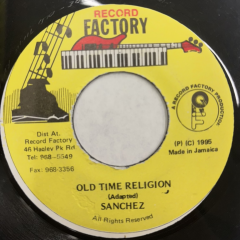 RECORD
FACTORY
A RECORD FACTORY PRODUCTION
Dist At.
Record Factory
46 Haslev Pk Rd
Tel: 968-5549
Fax: 968-3356
(P) (C) 1995
Made in Jamaica
OLD TIME RELIGION
(Adapted)
SANCHEZ
All Rights Reserved